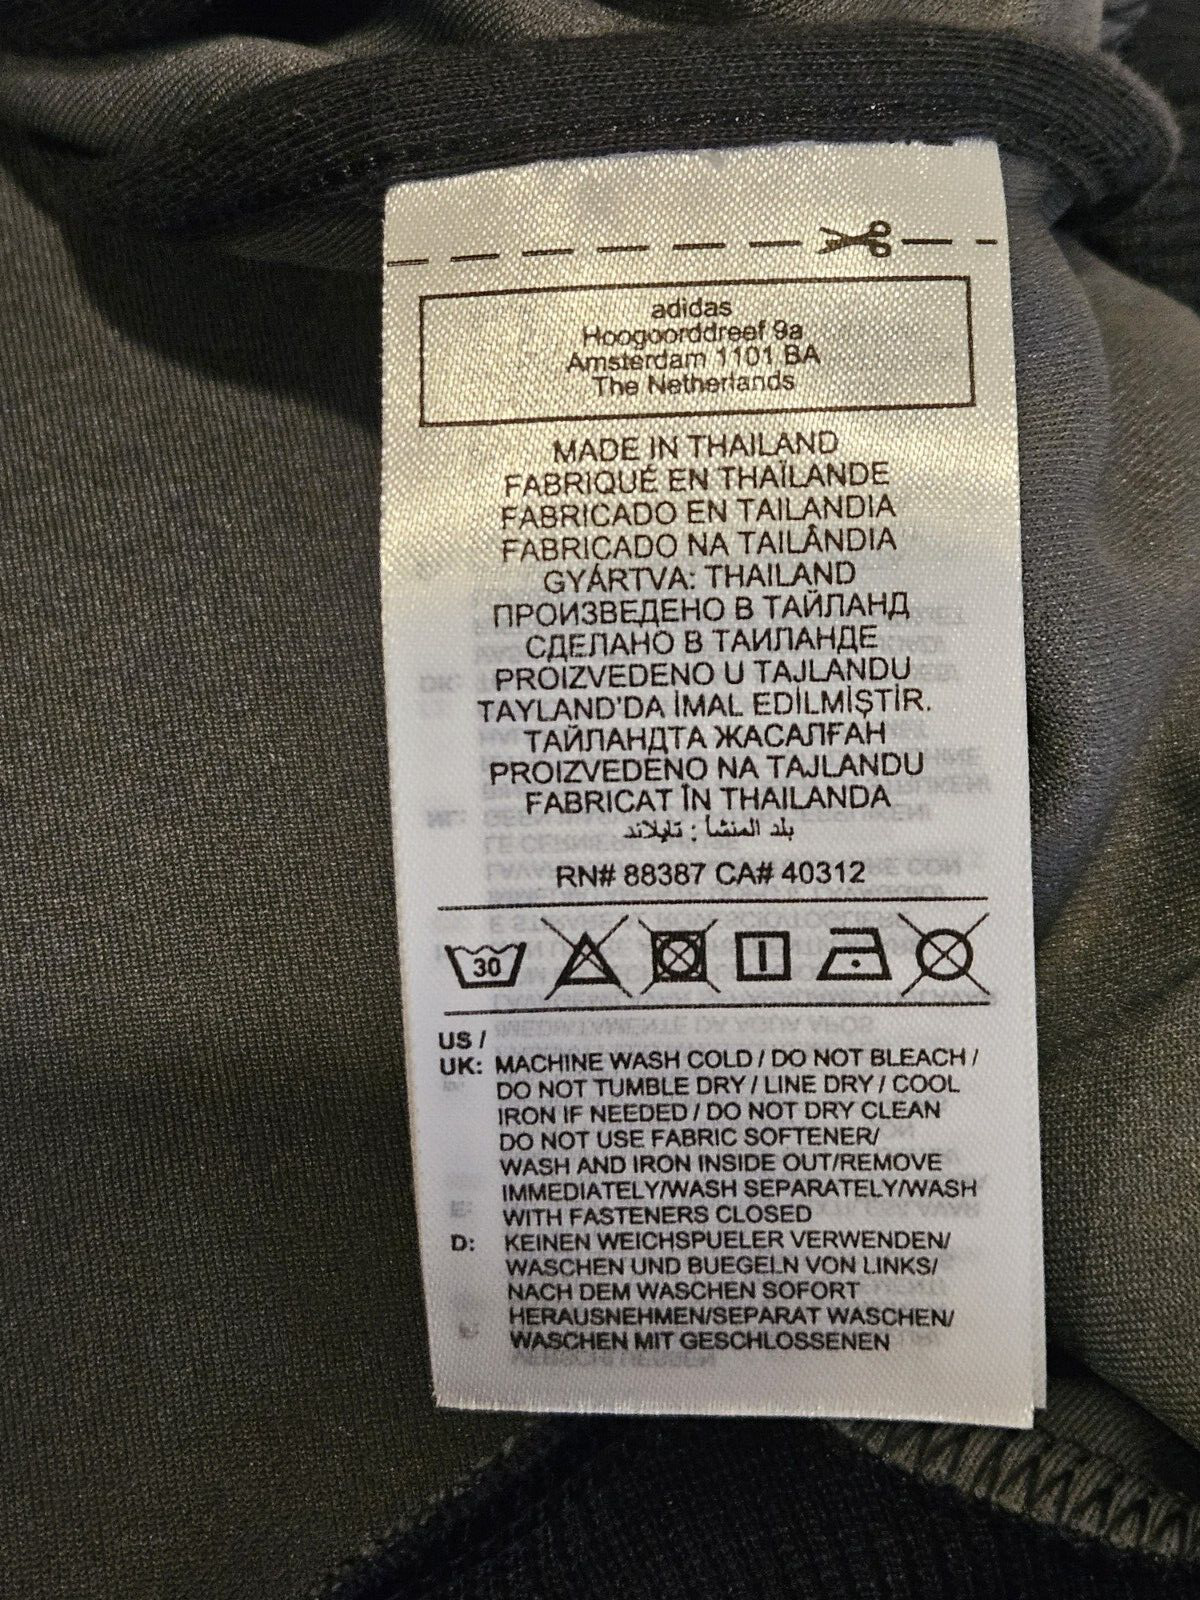 adidas
Hoogoorddreef 9a
Amsterdam 1101 BA
The Netherlands
MADE IN THAILAND
FABRIQUÉ EN THAÏLANDE
FABRICADO EN TAILANDIA
FABRICADO NA TAILÂNDIA
GYÁRTVA: THAILAND
ПРОИЗВЕДЕНО В ТАЙЛАНД
СДЕЛАНО В ТАИЛАНДЕ
PROIZVEDENO U TAJLANDU
TAYLAND'DA İMAL EDİLMİŞTİR.
ТАЙЛАНДТА ЖАСАЛҒАН
PROIZVEDENO NA TAJLANDU
FABRICAT ÎN THAILANDA
بلد المنشأ : تايلاند
RN# 88387 CA# 40312
30
US /
UK: MACHINE WASH COLD / DO NOT BLEACH /
DO NOT TUMBLE DRY / LINE DRY / COOL
IRON IF NEEDED / DO NOT DRY CLEAN
DO NOT USE FABRIC SOFTENER/
WASH AND IRON INSIDE OUT/REMOVE
IMMEDIATELY/WASH SEPARATELY/WASH
WITH FASTENERS CLOSED
D: KEINEN WEICHSPUELER VERWENDEN/
WASCHEN UND BUEGELN VON LINKS/
NACH DEM WASCHEN SOFORT
HERAUSNEHMEN/SEPARAT WASCHEN/
WASCHEN MIT GESCHLOSSENEN